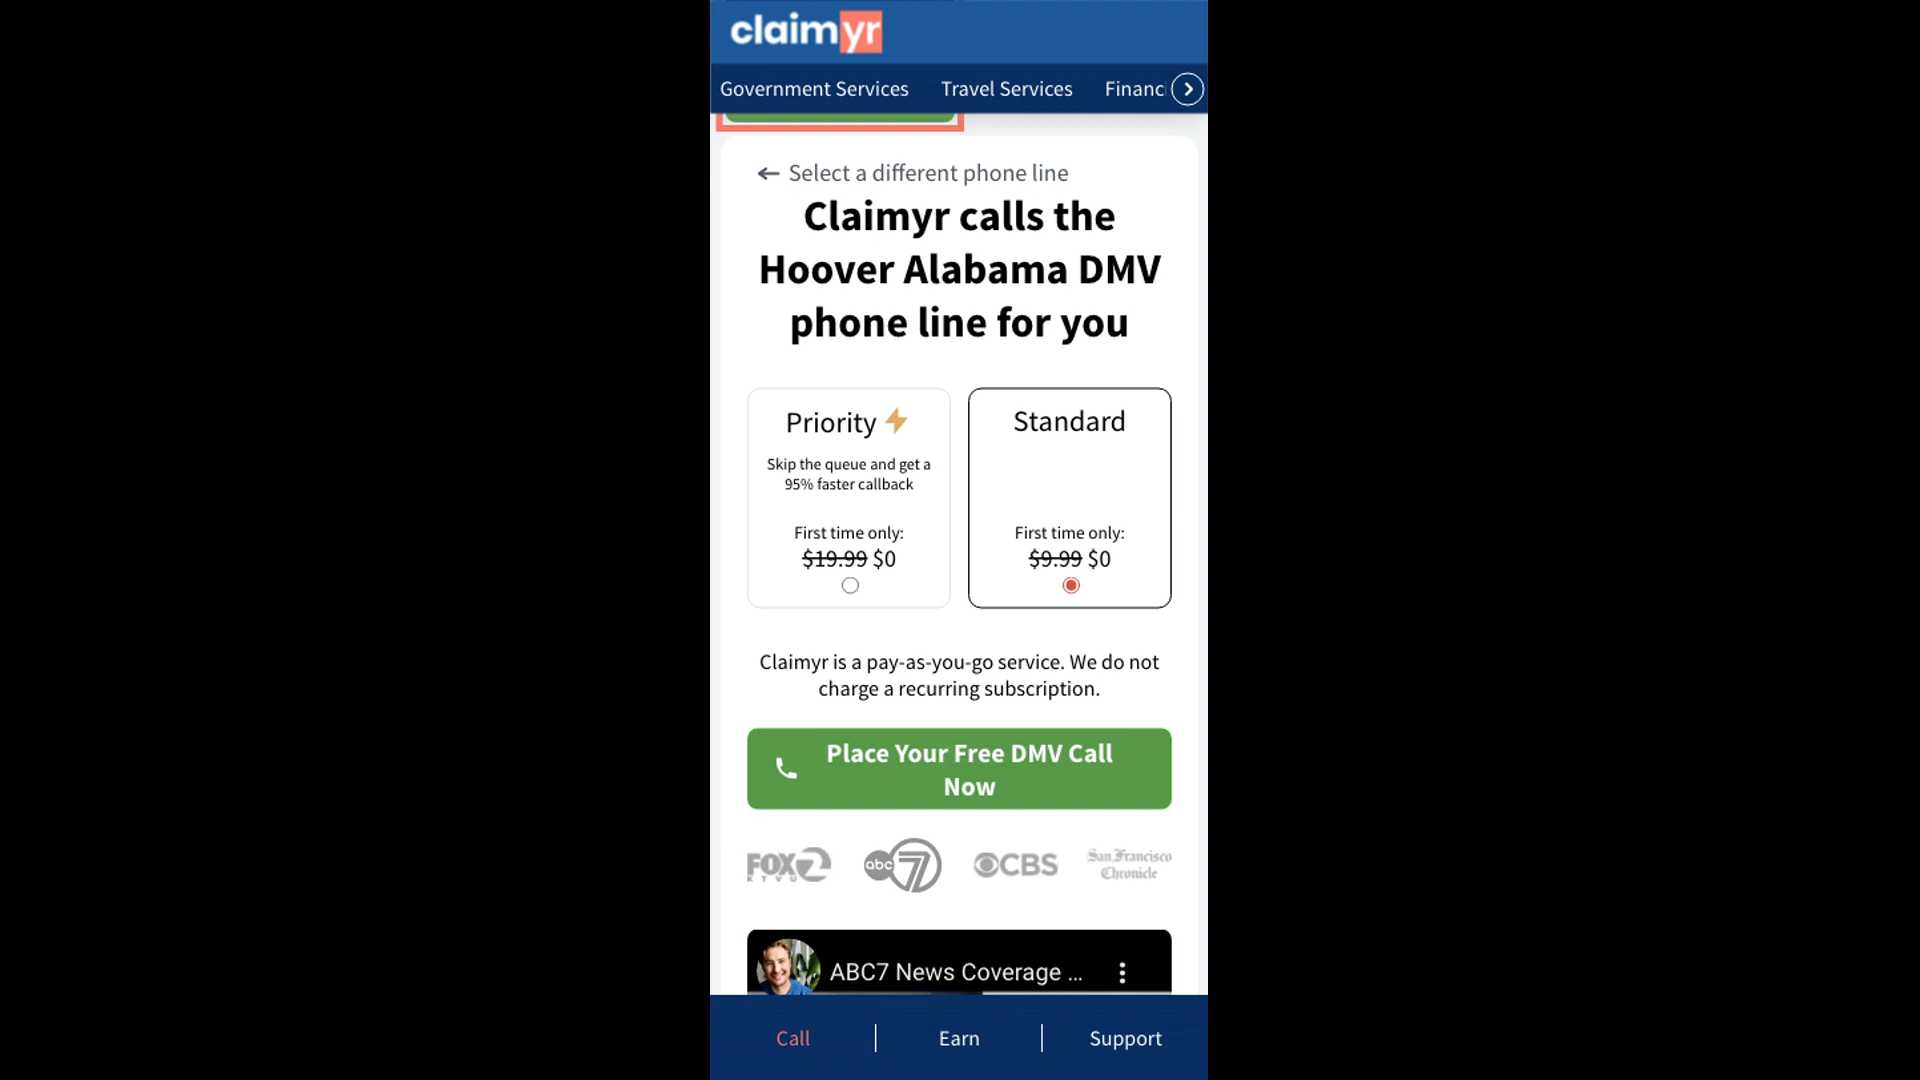 claimyr
Government Services Travel Services Financ
← Select a different phone line
Claimyr calls the
Hoover Alabama DMV
phone line for you
Priority
Skip the queue and get a
95% faster callback
First time only:
$19.99 $0
Standard
First time only:
$9.99 $0
Claimyr is a pay-as-you-go service. We do not
charge a recurring subscription.
Place Your Free DMV Call
Now
FOX 2
KTVU
abc 7
CBS
San Francisco
Chronicle
ABC7 News Coverage ...
Call | Earn | Support